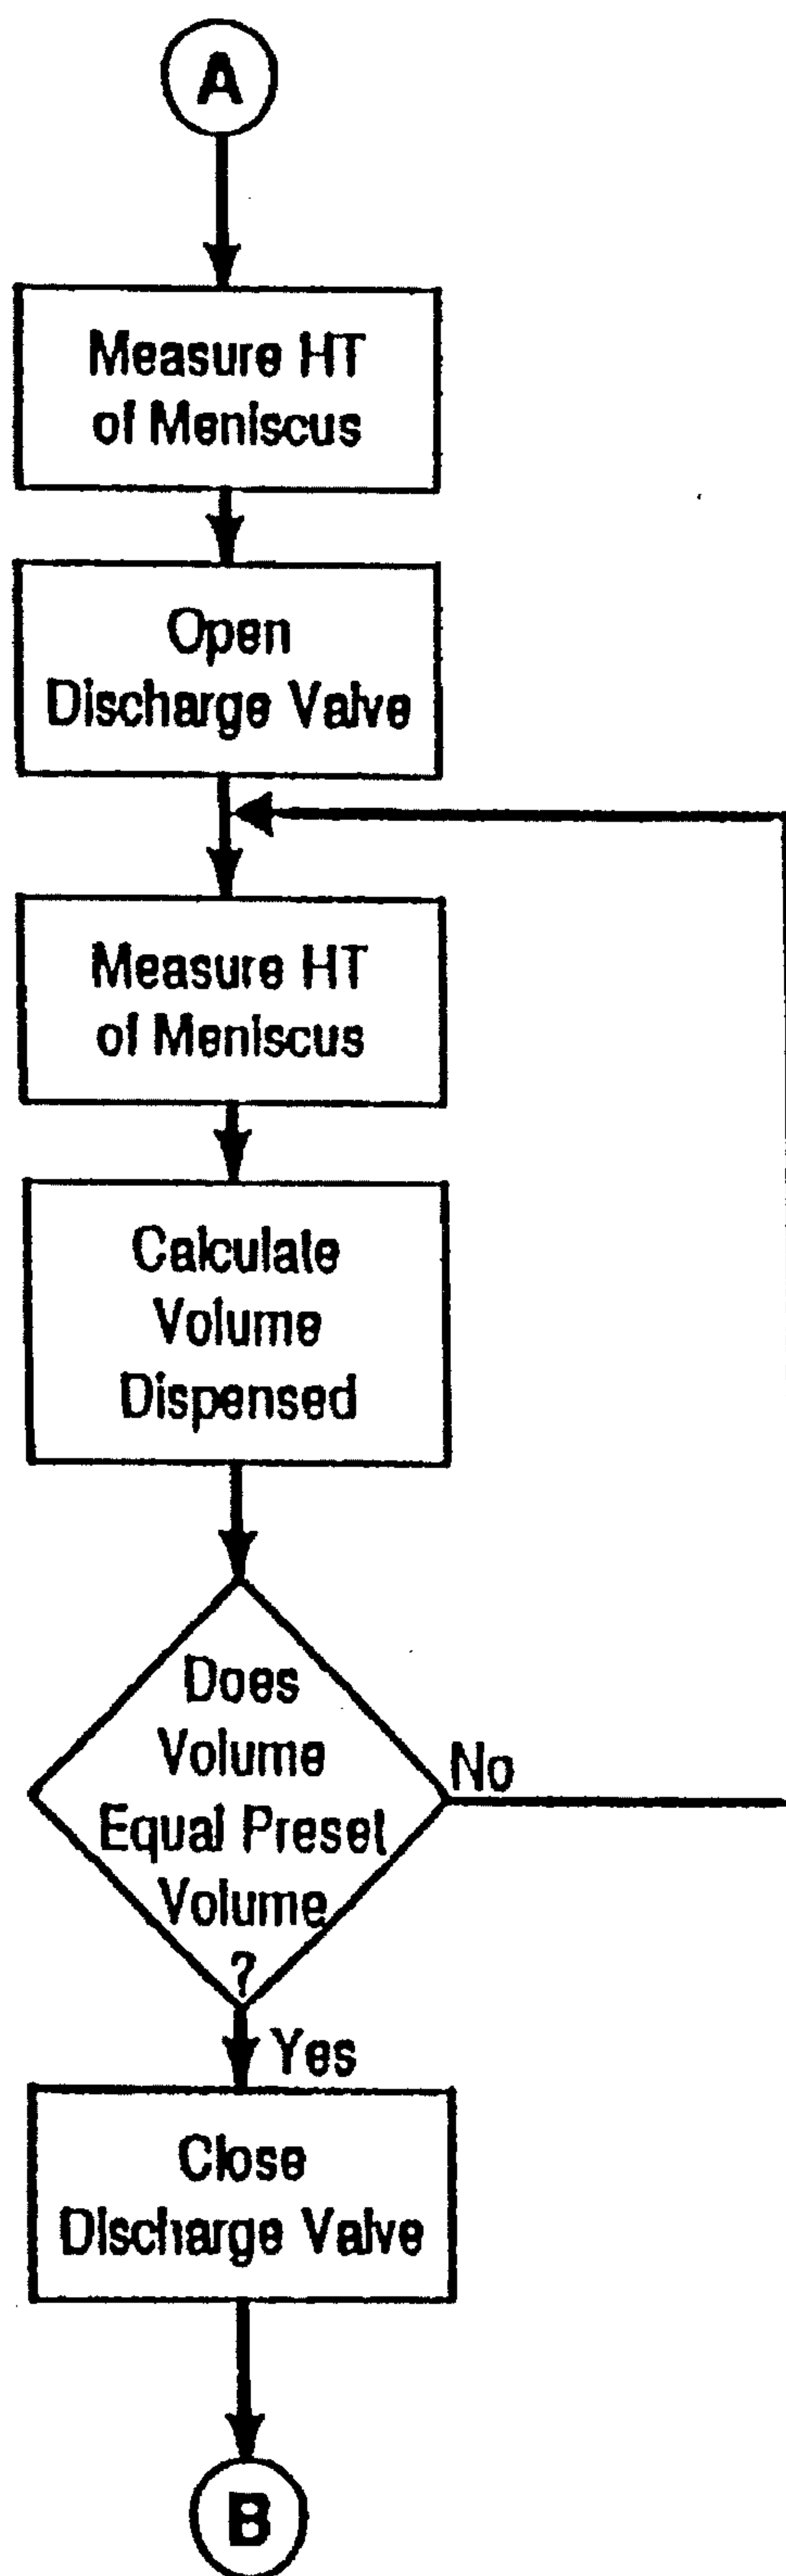 A
Measure HT
of Meniscus
Open
Discharge Valve
Measure HT
of Meniscus
Calculate
Volume
Dispensed
Does
Volume
Equal Preset
Volume
?
No
Yes
Close
Discharge Valve
B